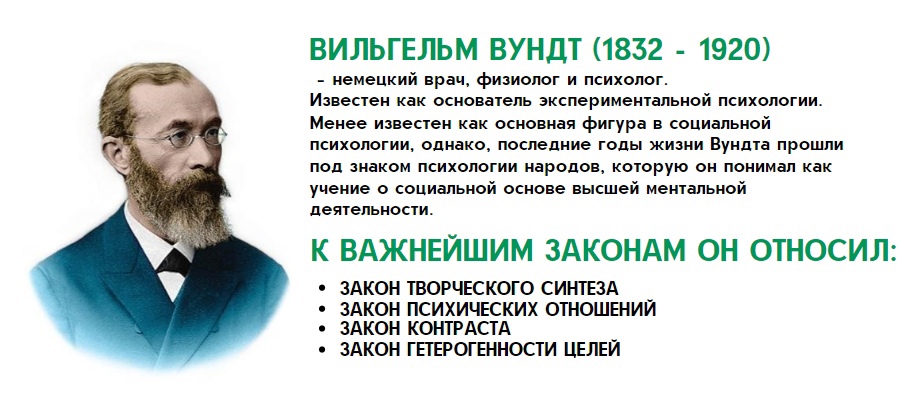 ВИЛЬГЕЛЬМ ВУНДТ (1832 - 1920)
- немецкий врач, физиолог и психолог.
Известен как основатель экспериментальной психологии.
Менее известен как основная фигура в социальной
психологии, однако, последние годы жизни Вундта прошли
под знаком психологии народов, которую он понимал как
учение о социальной основе высшей ментальной
деятельности.
К ВАЖНЕЙШИМ ЗАКОНАМ ОН ОТНОСИЛ:
• ЗАКОН ТВОРЧЕСКОГО СИНТЕЗА
• ЗАКОН ПСИХИЧЕСКИХ ОТНОШЕНИЙ
• ЗАКОН КОНТРАСТА
• ЗАКОН ГЕТЕРОГЕННОСТИ ЦЕЛЕЙ